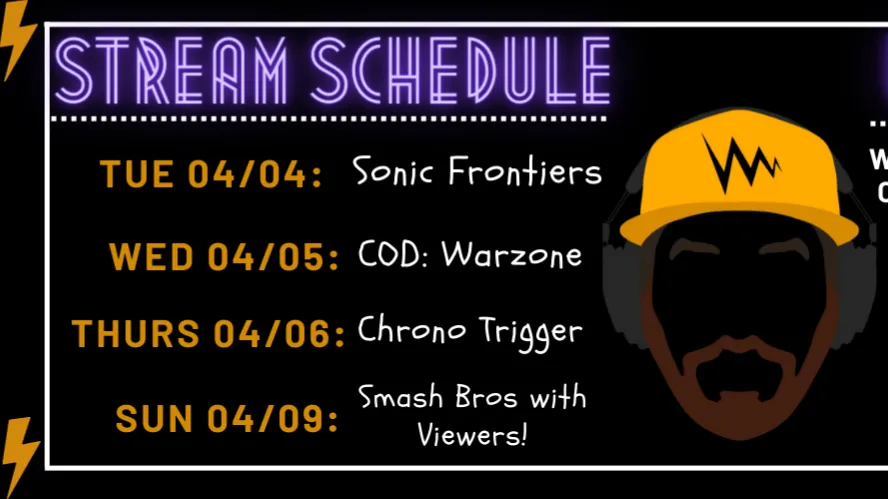 STREAM SCHEDULE
TUE 04/04: Sonic Frontiers
WED 04/05: COD: Warzone
THURS 04/06: Chrono Trigger
SUN 04/09: Smash Bros with
Viewers!